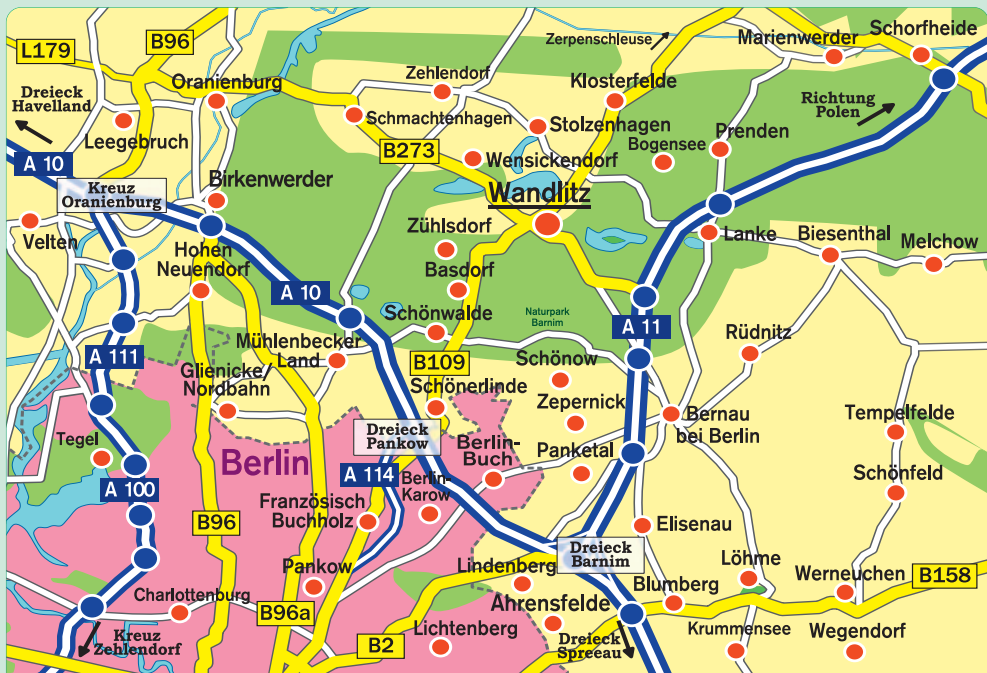 L179
B96
Zerpenschleuse
Marienwerder
Schorfheide
Oranienburg
Zehlendorf
Klosterfelde
Dreieck
Havelland
Schmachtenhagen
Stolzenhagen
Richtung
Polen
Leegebruch
B273
Bogensee
Prenden
A 10
Wensickendorf
Kreuz
Oranienburg
Birkenwerder
Wandlitz
Velten
Hohen
Neuendorf
Zühlsdorf
Lanke
Biesenthal
Melchow
Basdorf
A 10
Schönwalde
Naturpark
Barnim
A 11
Rüdnitz
A 111
Mühlenbecker
Land
B109
Schönow
Glienicke/
Nordbahn
Schönerlinde
Zepernick
Bernau
bei Berlin
Tempelfelde
Dreieck
Pankow
Tegel
Berlin
Berlin-
Buch
Panketal
A 114
Berlin-
Karow
Schönfeld
A 100
Französisch
Buchholz
B96
Elisenau
Dreieck
Barnim
Pankow
Lindenberg
Löhme
Werneuchen
B158
Charlottenburg
B96a
Ahrensfelde
Blumberg
Kreuz
Zehlendorf
B2
Lichtenberg
Dreieck
Spreeau
Krummensee
Wegendorf